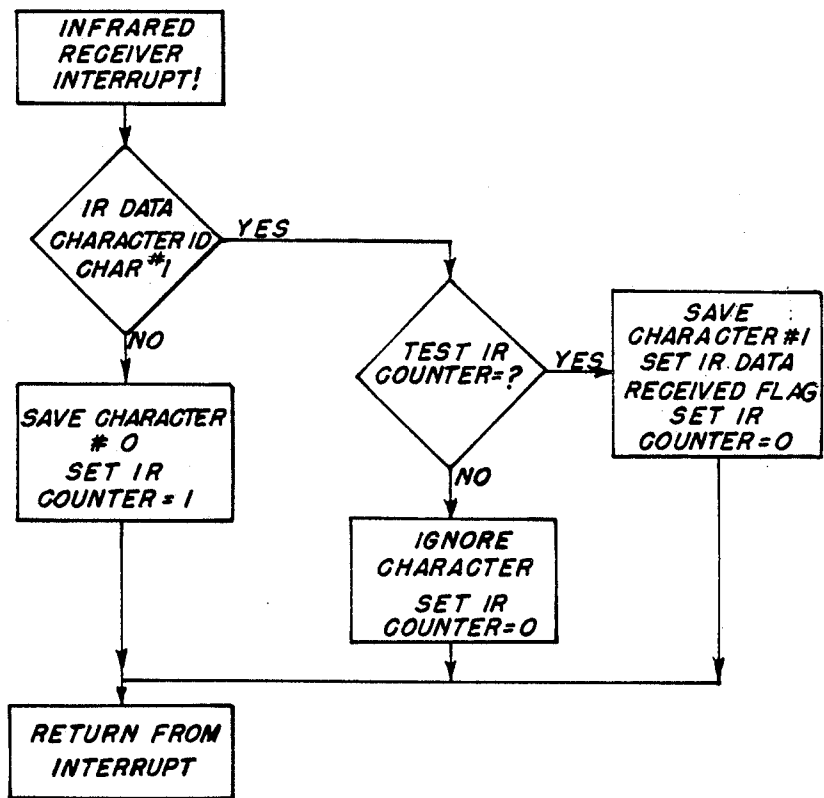 INFRARED
RECEIVER
INTERRUPT!
IR DATA
CHARACTER ID
CHAR #1
YES
NO
TEST IR
COUNTER=?
YES
NO
SAVE
CHARACTER #1
SET IR DATA
RECEIVED FLAG
SET IR
COUNTER=0
SAVE CHARACTER
# 0
SET IR
COUNTER = 1
IGNORE
CHARACTER
SET IR
COUNTER=0
RETURN FROM
INTERRUPT